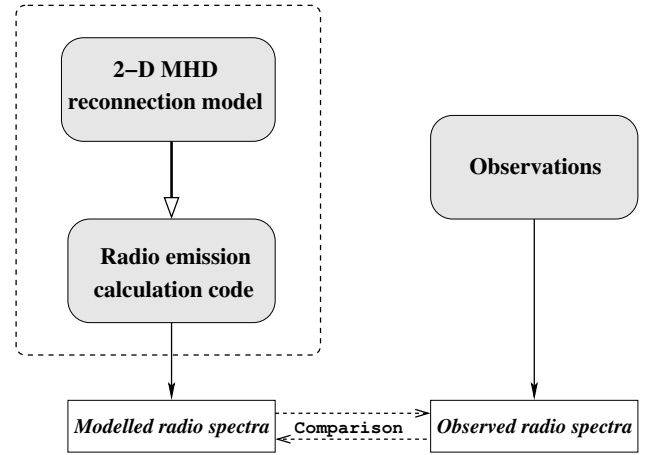 2−D MHD
reconnection model
Observations
Radio emission
calculation code
Modelled radio spectra
Comparison
Observed radio spectra